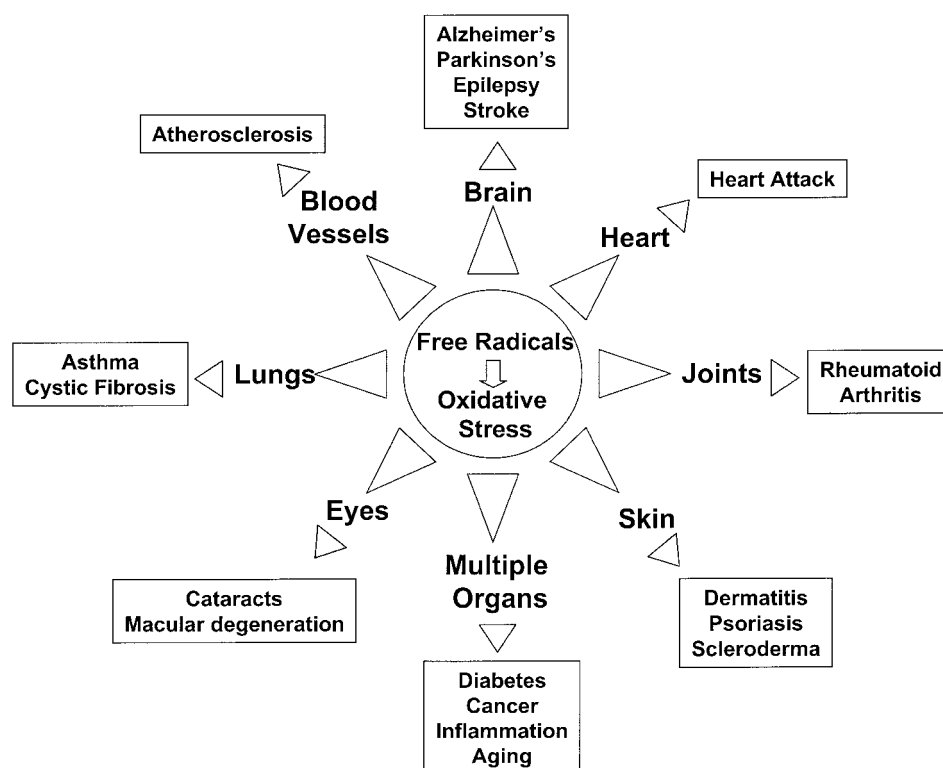 Alzheimer's
Parkinson's
Epilepsy
Stroke
Brain
Atherosclerosis
Blood
Vessels
Heart Attack
Heart
Free Radicals
Oxidative
Stress
Asthma
Cystic Fibrosis
Lungs
Joints
Rheumatoid
Arthritis
Eyes
Cataracts
Macular degeneration
Multiple
Organs
Diabetes
Cancer
Inflammation
Aging
Skin
Dermatitis
Psoriasis
Scleroderma